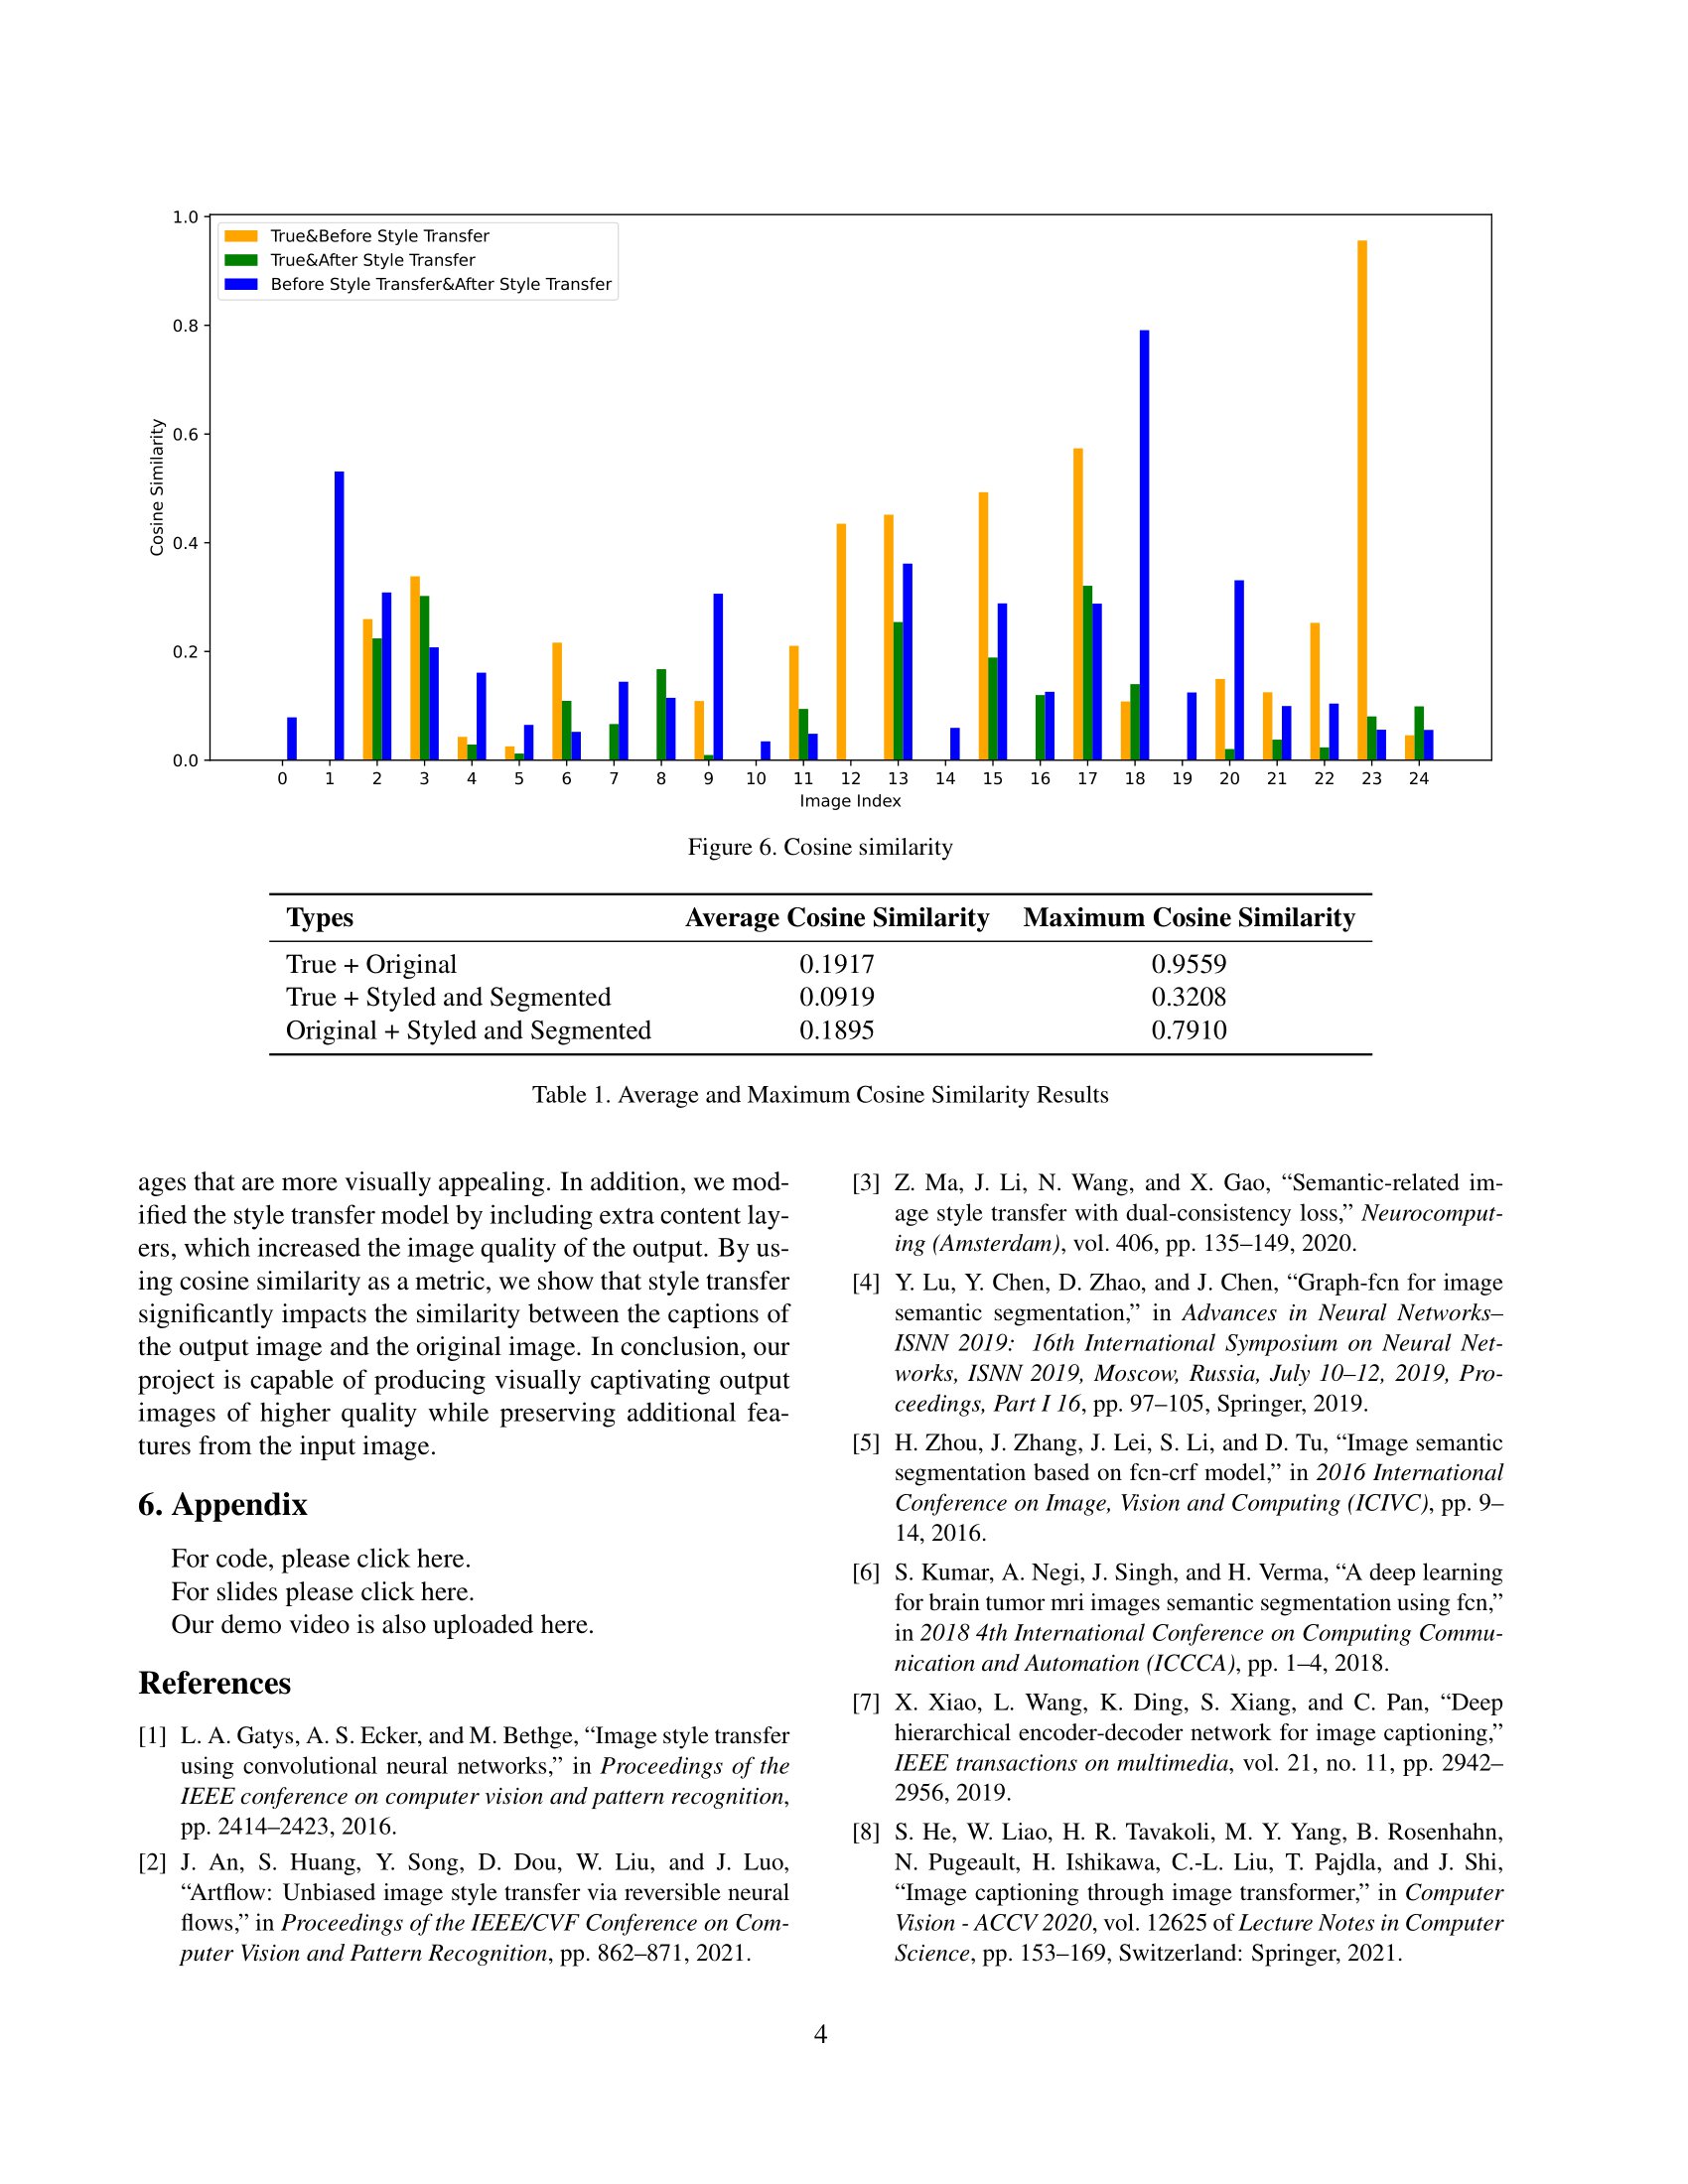 1.0
0.8
0.6
0.4
0.2
0.0
Cosine Similarity
True&Before Style Transfer
True&After Style Transfer
Before Style Transfer&After Style Transfer
0 1 2 3 4 5 6 7 8 9 10 11 12 13 14 15 16 17 18 19 20 21 22 23 24
Image Index
Figure 6. Cosine similarity
Types Average Cosine Similarity Maximum Cosine Similarity
True + Original 0.1917 0.9559
True + Styled and Segmented 0.0919 0.3208
Original + Styled and Segmented 0.1895 0.7910
Table 1. Average and Maximum Cosine Similarity Results
ages that are more visually appealing. In addition, we mod-
ified the style transfer model by including extra content lay-
ers, which increased the image quality of the output. By us-
ing cosine similarity as a metric, we show that style transfer
significantly impacts the similarity between the captions of
the output image and the original image. In conclusion, our
project is capable of producing visually captivating output
images of higher quality while preserving additional fea-
tures from the input image.
6. Appendix
For code, please click here.
For slides please click here.
Our demo video is also uploaded here.
References
[1] L. A. Gatys, A. S. Ecker, and M. Bethge, “Image style transfer
using convolutional neural networks,” in Proceedings of the
IEEE conference on computer vision and pattern recognition,
pp. 2414–2423, 2016.
[2] J. An, S. Huang, Y. Song, D. Dou, W. Liu, and J. Luo,
“Artflow: Unbiased image style transfer via reversible neural
flows,” in Proceedings of the IEEE/CVF Conference on Com-
puter Vision and Pattern Recognition, pp. 862–871, 2021.
[3] Z. Ma, J. Li, N. Wang, and X. Gao, “Semantic-related im-
age style transfer with dual-consistency loss,” Neurocomput-
ing (Amsterdam), vol. 406, pp. 135–149, 2020.
[4] Y. Lu, Y. Chen, D. Zhao, and J. Chen, “Graph-fcn for image
semantic segmentation,” in Advances in Neural Networks–
ISNN 2019: 16th International Symposium on Neural Net-
works, ISNN 2019, Moscow, Russia, July 10–12, 2019, Pro-
ceedings, Part I 16, pp. 97–105, Springer, 2019.
[5] H. Zhou, J. Zhang, J. Lei, S. Li, and D. Tu, “Image semantic
segmentation based on fcn-crf model,” in 2016 International
Conference on Image, Vision and Computing (ICIVC), pp. 9–
14, 2016.
[6] S. Kumar, A. Negi, J. Singh, and H. Verma, “A deep learning
for brain tumor mri images semantic segmentation using fcn,”
in 2018 4th International Conference on Computing Commu-
nication and Automation (ICCCA), pp. 1–4, 2018.
[7] X. Xiao, L. Wang, K. Ding, S. Xiang, and C. Pan, “Deep
hierarchical encoder-decoder network for image captioning,”
IEEE transactions on multimedia, vol. 21, no. 11, pp. 2942–
2956, 2019.
[8] S. He, W. Liao, H. R. Tavakoli, M. Y. Yang, B. Rosenhahn,
N. Pugeault, H. Ishikawa, C.-L. Liu, T. Pajdla, and J. Shi,
“Image captioning through image transformer,” in Computer
Vision - ACCV 2020, vol. 12625 of Lecture Notes in Computer
Science, pp. 153–169, Switzerland: Springer, 2021.
4